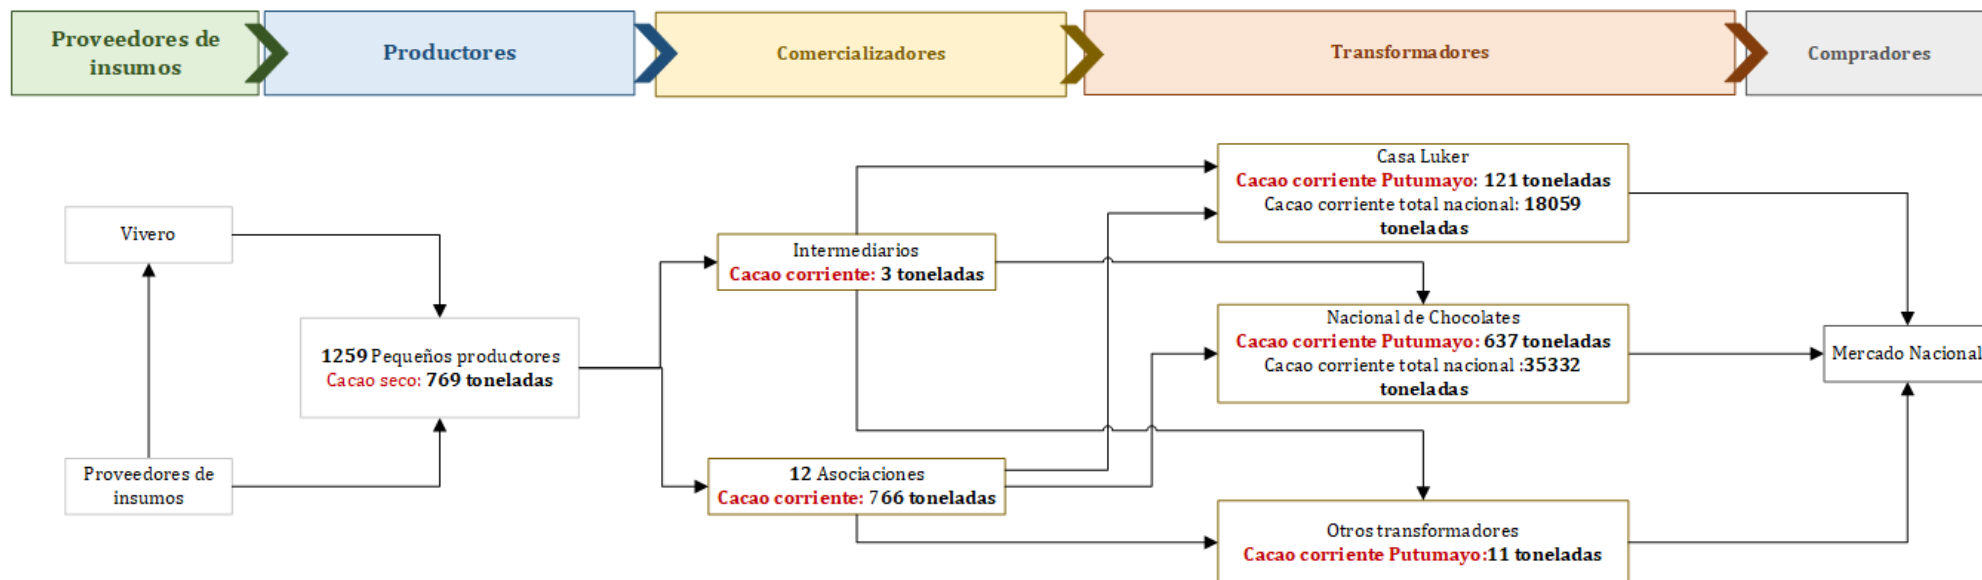 Proveedores de
insumos
Productores
Comercializadores
Transformadores
Compradores
Vivero
Proveedores de
insumos
1259 Pequeños productores
Cacao seco: 769 toneladas
Intermediarios
Cacao corriente: 3 toneladas
12 Asociaciones
Cacao corriente: 766 toneladas
Casa Luker
Cacao corriente Putumayo: 121 toneladas
Cacao corriente total nacional: 18059
toneladas
Nacional de Chocolates
Cacao corriente Putumayo: 637 toneladas
Cacao corriente total nacional :35332
toneladas
Otros transformadores
Cacao corriente Putumayo:11 toneladas
Mercado Nacional